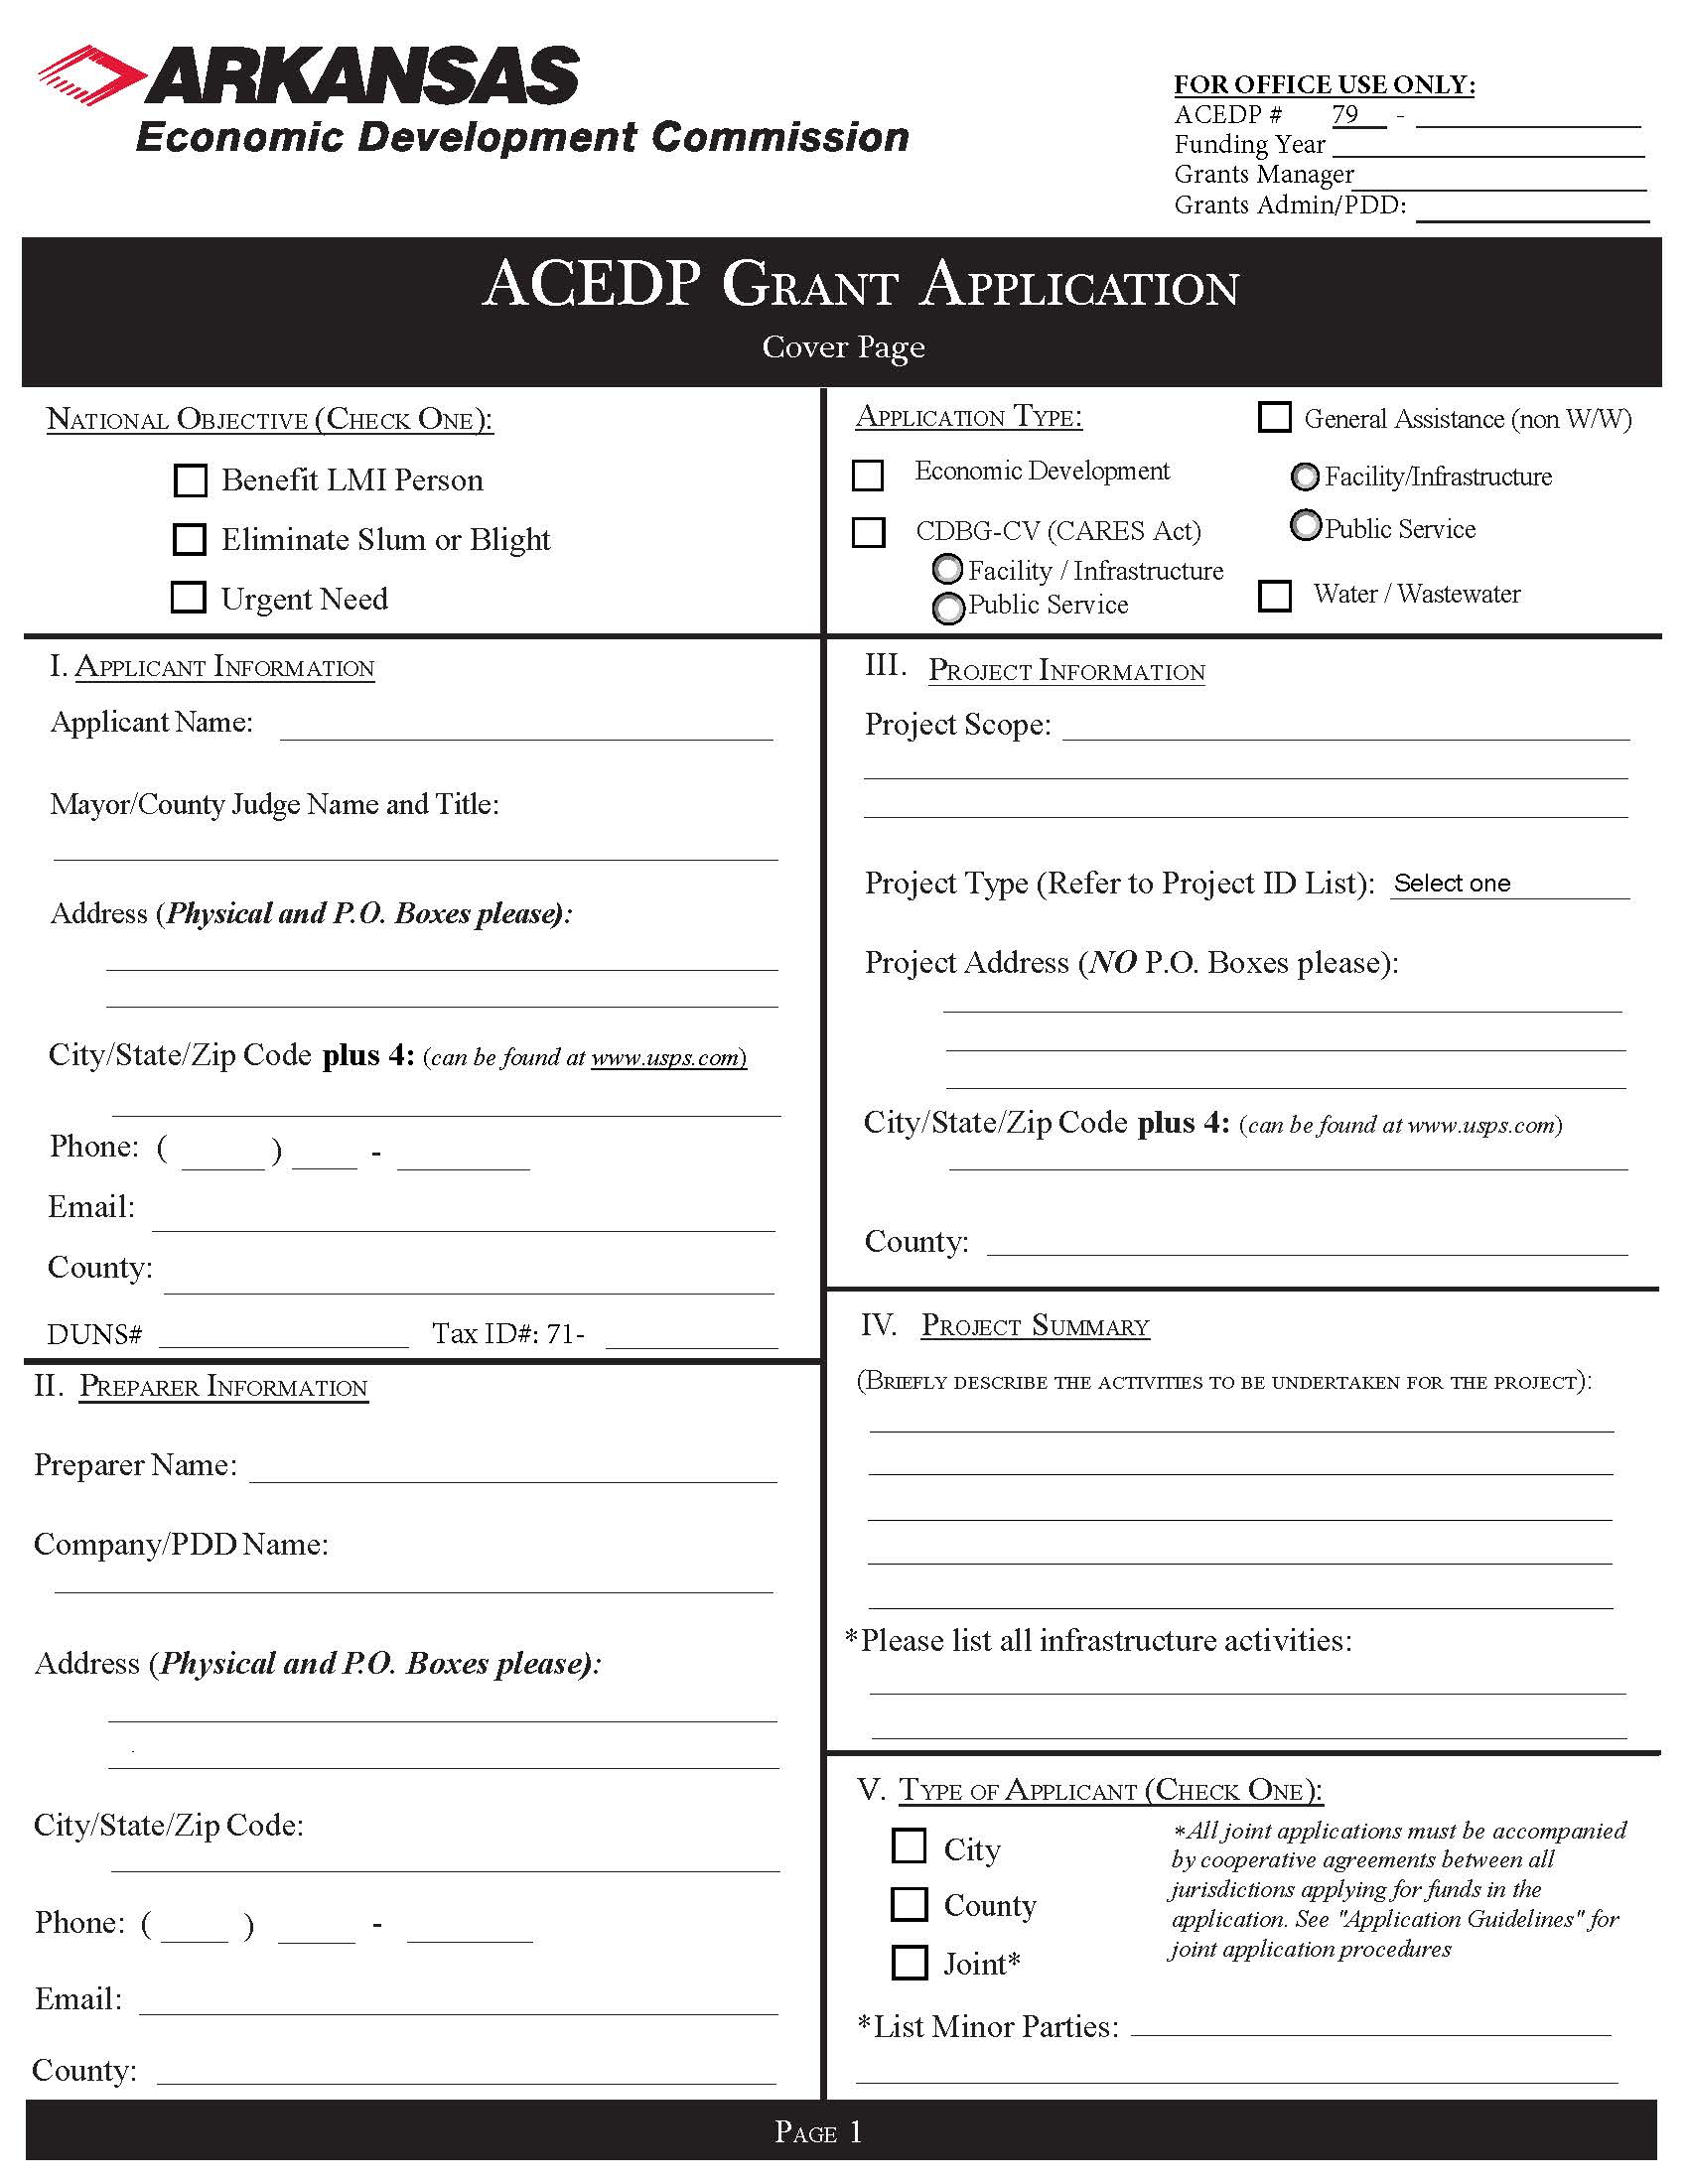 ARKANSAS
Economic Development Commission
FOR OFFICE USE ONLY:
ACEDP # 79 -
Funding Year
Grants Manager
Grants Admin/PDD:
ACEDP GRANT APPLICATION
Cover Page
NATIONAL OBJECTIVE (CHECK ONE):
Benefit LMI Person
Eliminate Slum or Blight
Urgent Need
APPLICATION TYPE:
Economic Development
CDBG-CV (CARES Act)
Facility / Infrastructure
Public Service
General Assistance (non W/W)
Facility/Infrastructure
Public Service
Water / Wastewater
I. APPLICANT INFORMATION
Applicant Name:
Mayor/County Judge Name and Title:
Address (Physical and P.O. Boxes please):
City/State/Zip Code plus 4: (can be found at www.usps.com)
Phone: ( ) -
Email:
County:
DUNS# Tax ID#: 71-
II. PREPARER INFORMATION
Preparer Name:
Company/PDD Name:
Address (Physical and P.O. Boxes please):
City/State/Zip Code:
Phone: ( ) -
Email:
County:
III. PROJECT INFORMATION
Project Scope:
Project Type (Refer to Project ID List): Select one
Project Address (NO P.O. Boxes please):
City/State/Zip Code plus 4: (can be found at www.usps.com)
County:
IV. PROJECT SUMMARY
(BRIEFLY DESCRIBE THE ACTIVITIES TO BE UNDERTAKEN FOR THE PROJECT):
*Please list all infrastructure activities:
V. TYPE OF APPLICANT (CHECK ONE):
City
County
Joint*
*All joint applications must be accompanied
by cooperative agreements between all
jurisdictions applying for funds in the
application. See "Application Guidelines" for
joint application procedures
*List Minor Parties:
PAGE 1